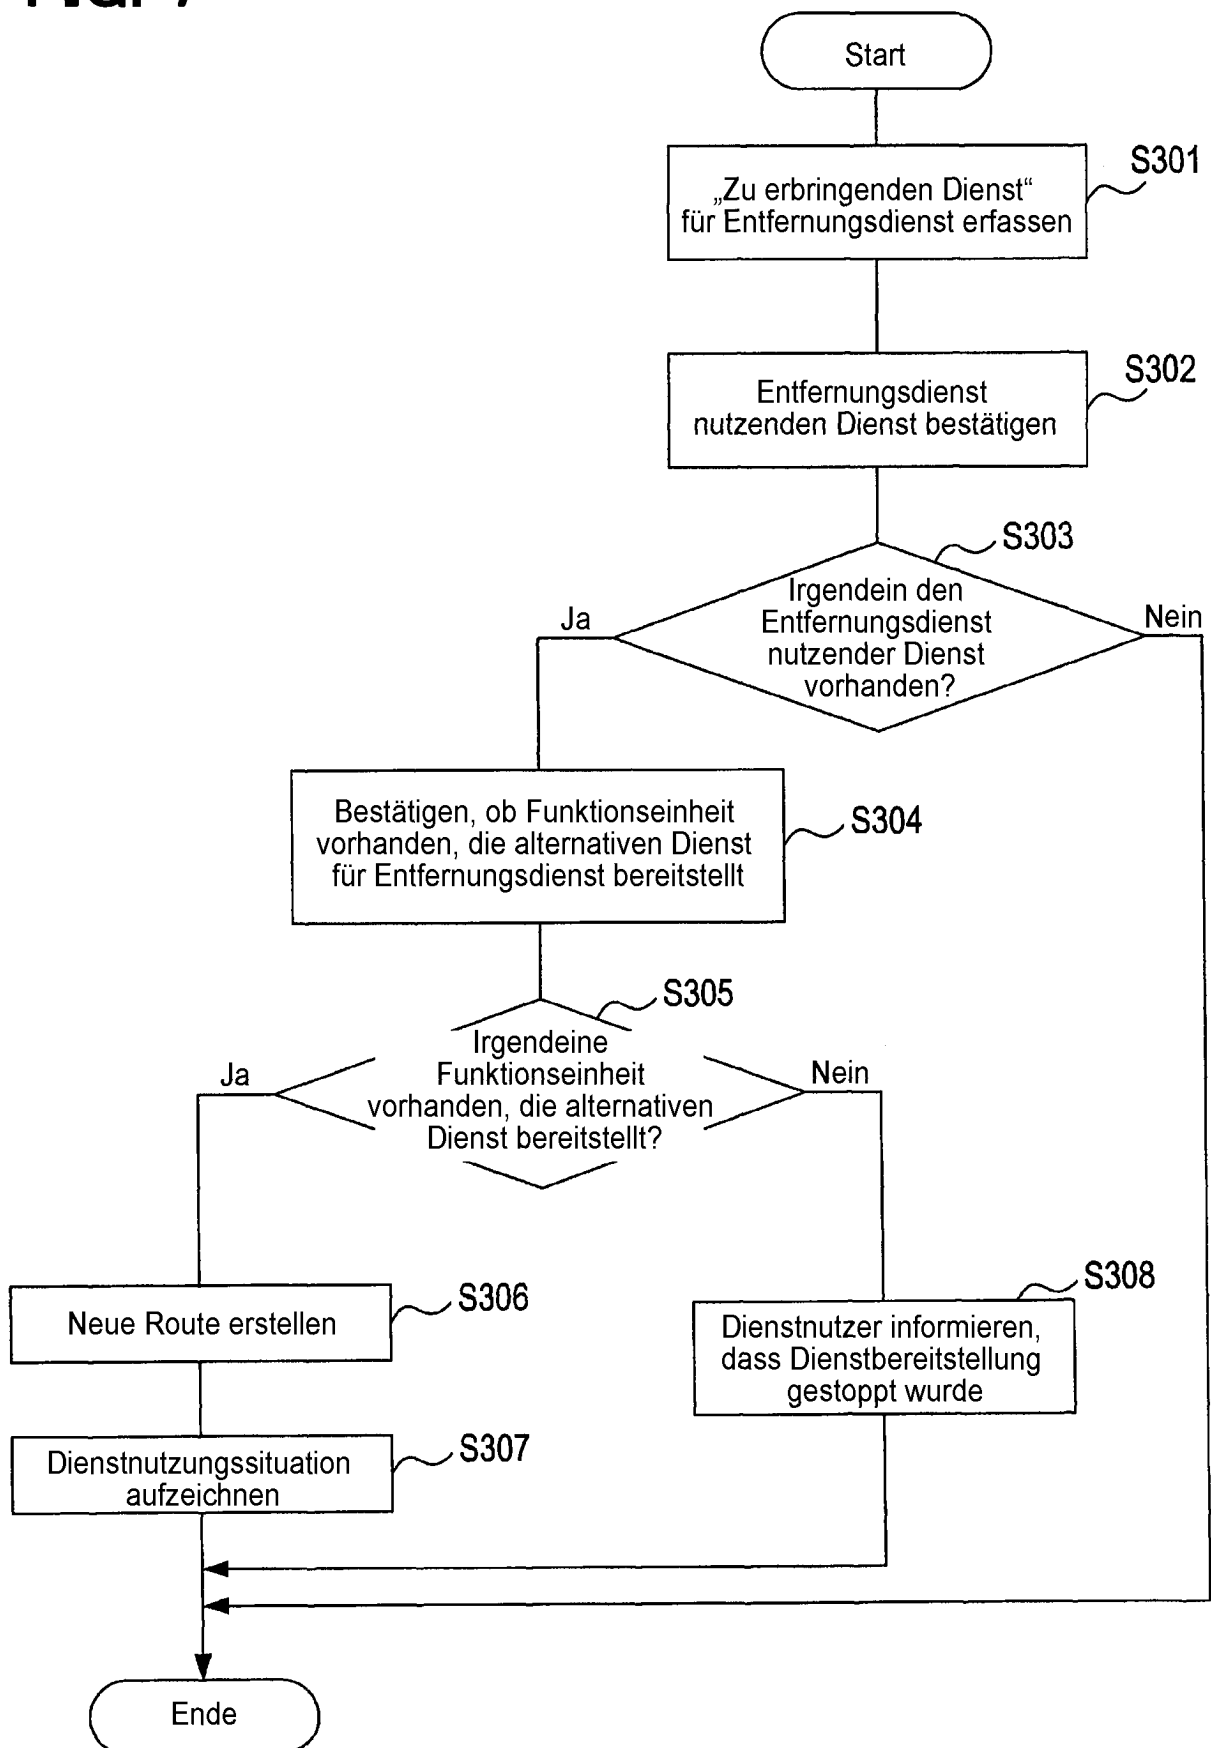 Start
S301
„Zu erbringenden Dienst“
für Entfernungsdienst erfassen
S302
Entfernungsdienst
nutzenden Dienst bestätigen
S303
Irgendein den
Entfernungsdienst
nutzender Dienst
vorhanden?
Ja
Nein
Bestätigen, ob Funktionseinheit
vorhanden, die alternativen Dienst
für Entfernungsdienst bereitstellt
S304
S305
Irgendeine
Funktionseinheit
vorhanden, die alternativen
Dienst bereitstellt?
Ja
Nein
Neue Route erstellen
S306
S308
Dienstnutzer informieren,
dass Dienstbereitstellung
gestoppt wurde
Dienstnutzungssituation
aufzeichnen
S307
Ende